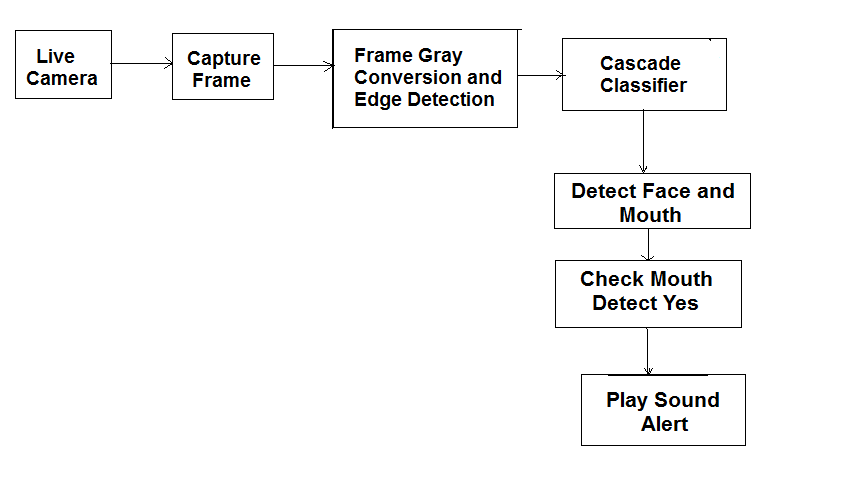 Live
Camera
Capture
Frame
Frame Gray
Conversion and
Edge Detection
Cascade
Classifier
Detect Face and
Mouth
Check Mouth
Detect Yes
Play Sound
Alert